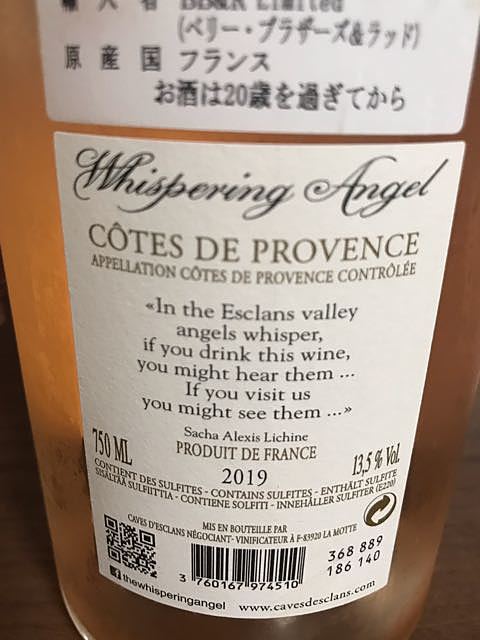 輸入者 BB&R Limited
(ベリー・ブラザーズ&ラッド)
原産国 フランス
お酒は20歳を過ぎてから
Whispering Angel
CÔTES DE PROVENCE
APPELLATION CÔTES DE PROVENCE CONTRÔLÉE
«In the Esclans valley
angels whisper,
if you drink this wine,
you might hear them ...
If you visit us
you might see them ...»
Sacha Alexis Lichine
750 ML
PRODUIT DE FRANCE
13,5 % Vol.
2019
CONTIENT DES SULFITES - CONTAINS SULFITES - ENTHÄLT SULFITE
SISÄLTÄÄ SULFIITTIA - CONTIENE SOLFITI - INNEHÅLLER SULFITER (E220)
MIS EN BOUTEILLE PAR
CAVES D'ESCLANS NÉGOCIANT- VINIFICATEUR À F-83920 LA MOTTE
368 889
186 140
3 760167 974510
thewhisperingangel
www.cavesdesclans.com